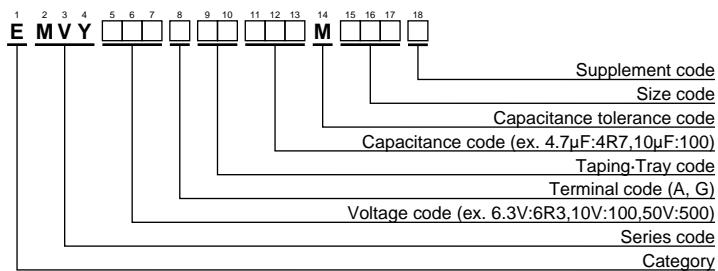 1 2 3 4 5 6 7 8 9 10 11 12 13 14 15 16 17 18
E M V Y M
Supplement code
Size code
Capacitance tolerance code
Capacitance code (ex. 4.7μF:4R7,10μF:100)
Taping·Tray code
Terminal code (A, G)
Voltage code (ex. 6.3V:6R3,10V:100,50V:500)
Series code
Category